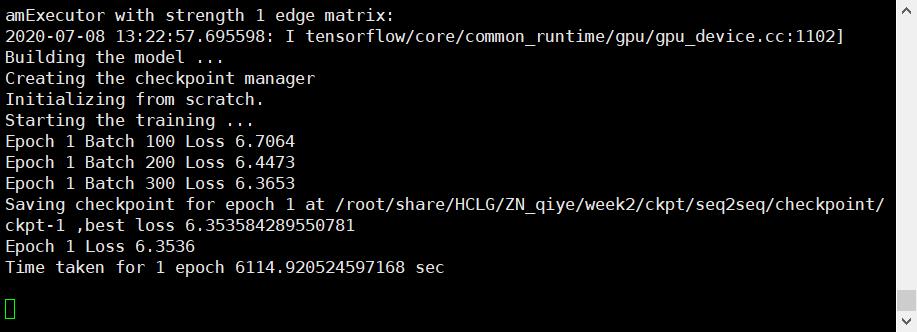 amExecutor with strength 1 edge matrix:
2020-07-08 13:22:57.695598: I tensorflow/core/common_runtime/gpu/gpu_device.cc:1102]
Building the model ...
Creating the checkpoint manager
Initializing from scratch.
Starting the training ...
Epoch 1 Batch 100 Loss 6.7064
Epoch 1 Batch 200 Loss 6.4473
Epoch 1 Batch 300 Loss 6.3653
Saving checkpoint for epoch 1 at /root/share/HCLG/ZN_qiye/week2/ckpt/seq2seq/checkpoint/
ckpt-1 ,best loss 6.353584289550781
Epoch 1 Loss 6.3536
Time taken for 1 epoch 6114.920524597168 sec